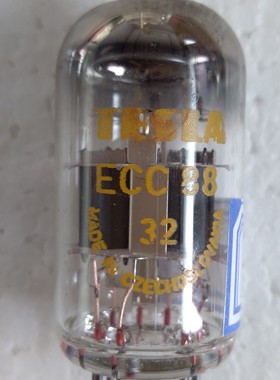 TESLA
ECC 88
32
MADE IN CZECHOSLOVAKIA